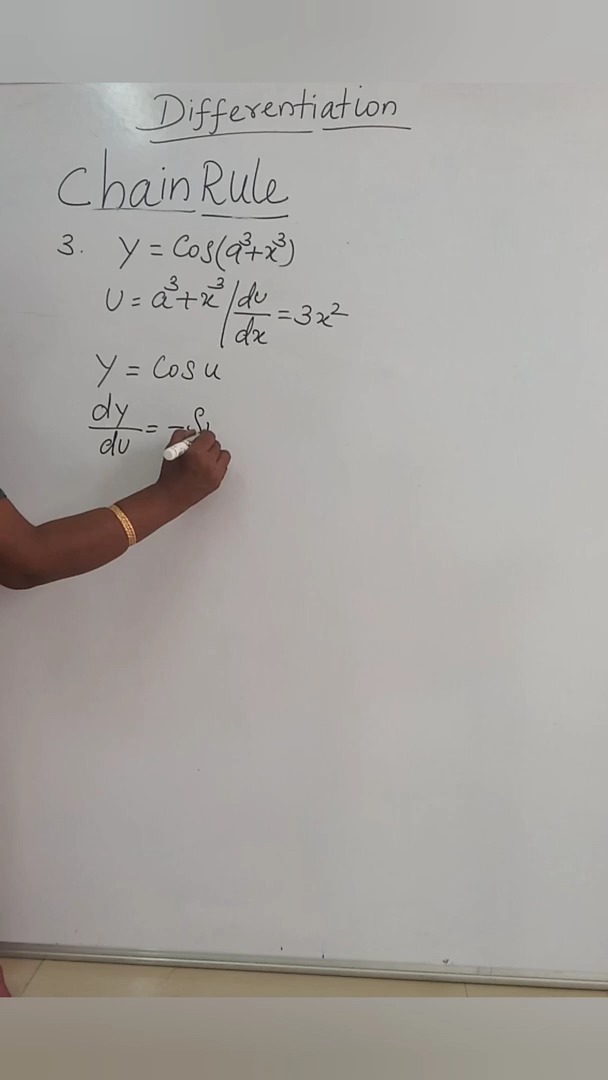 Differentiation
Chain Rule
3. y = Cos(a³+x³)
U = a³+x³ / du/dx = 3x²
y = Cos u
dy/du = -S